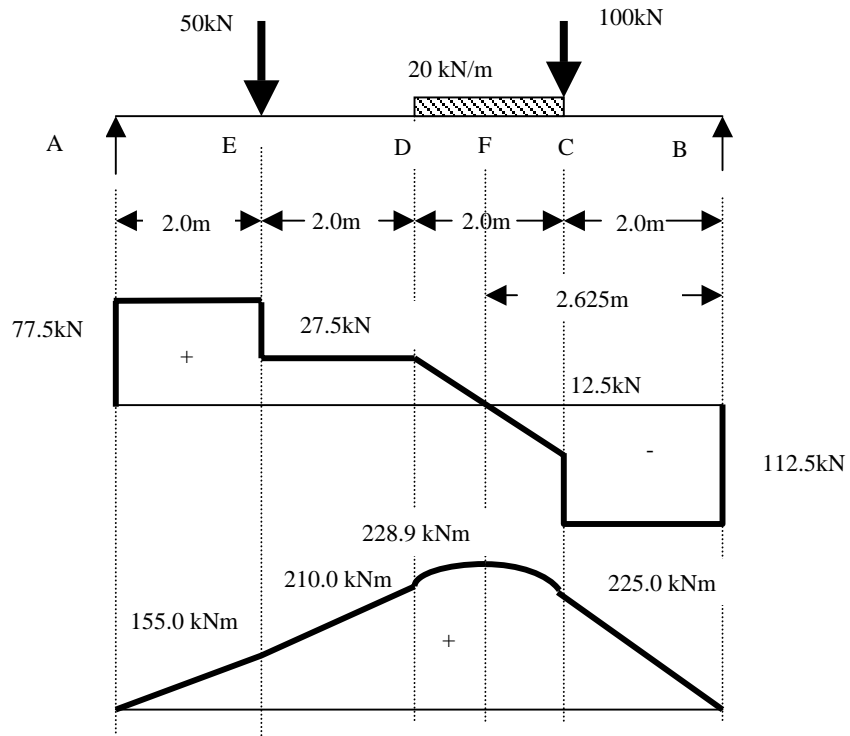 50kN
100kN
20 kN/m
A E D F C B
2.0m 2.0m 2.0m 2.0m
2.625m
77.5kN
27.5kN
+
12.5kN
-
112.5kN
228.9 kNm
210.0 kNm
225.0 kNm
155.0 kNm
+